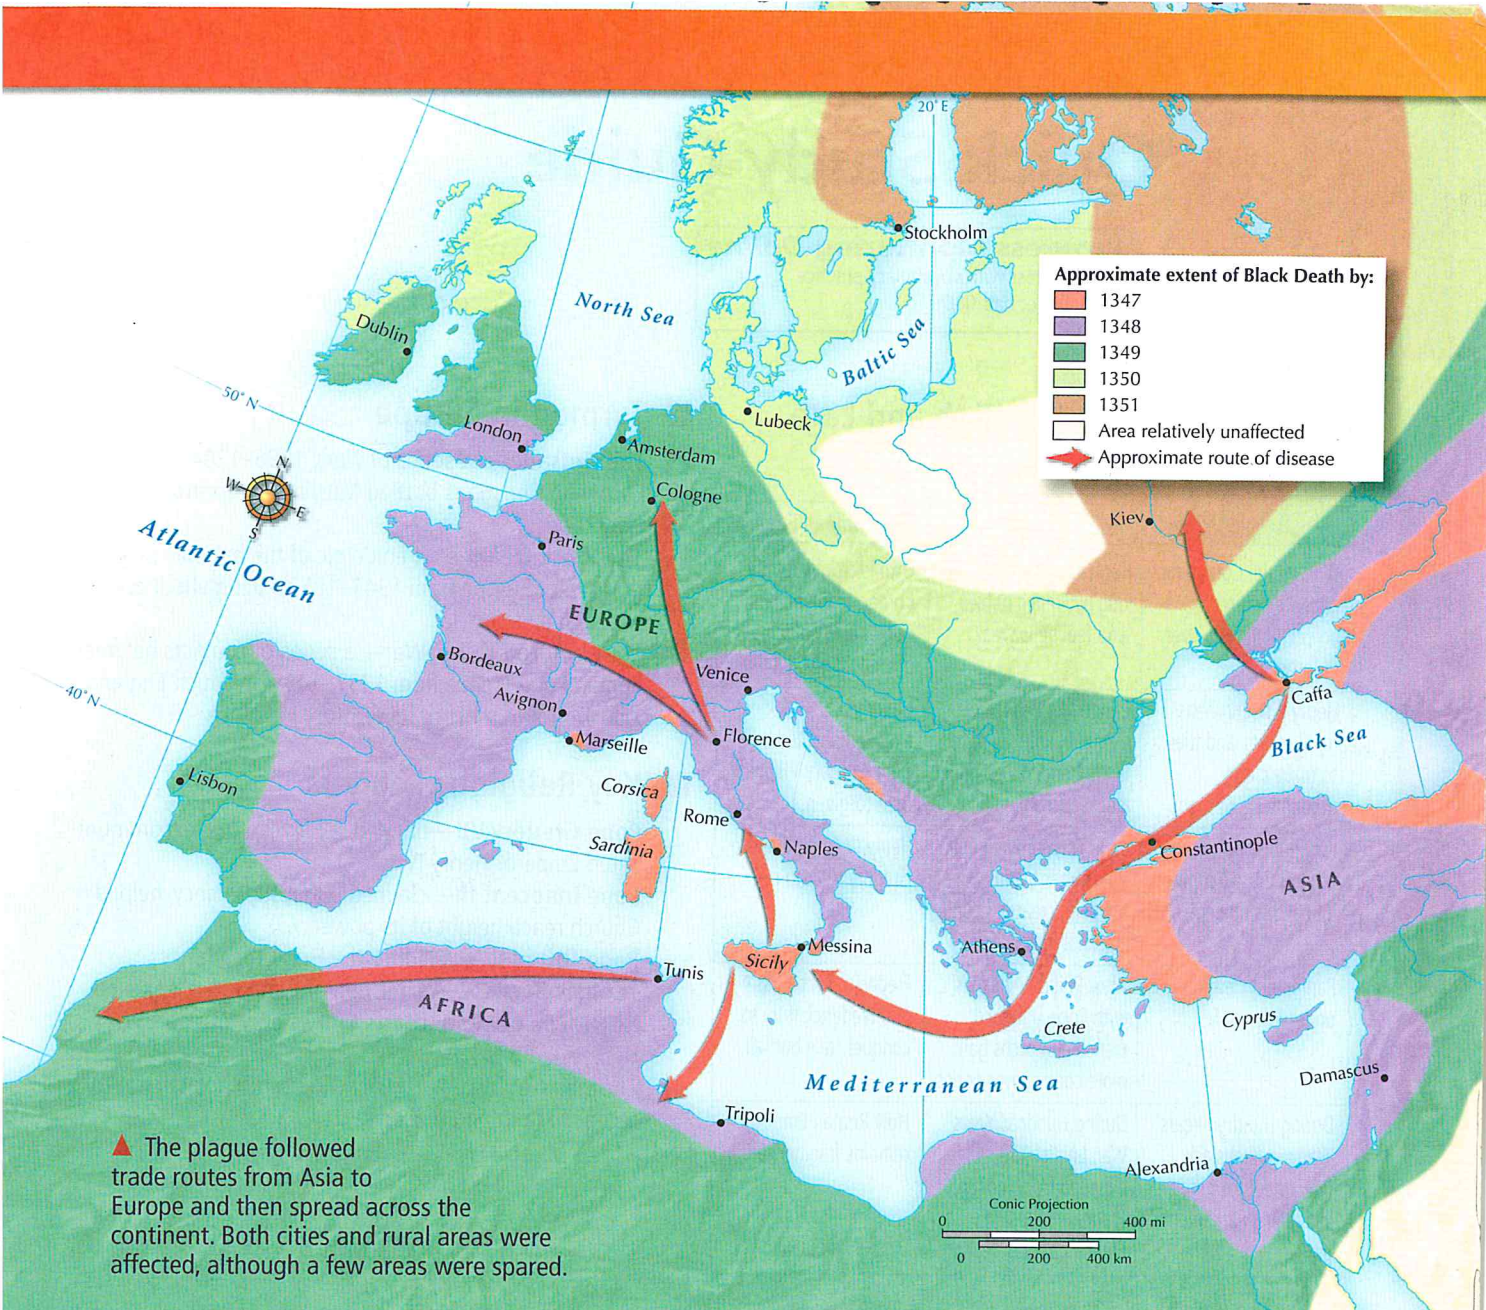 20° E
Stockholm
North Sea
Baltic Sea
Approximate extent of Black Death by:
1347
1348
1349
1350
1351
Area relatively unaffected
Approximate route of disease
Dublin
50° N
London
Lubeck
Amsterdam
Cologne
N
W
E
S
Kiev
Atlantic Ocean
Paris
EUROPE
Bordeaux
Venice
Avignon
40° N
Caffa
Marseille
Florence
Black Sea
Lisbon
Corsica
Rome
Sardinia
Naples
Constantinople
ASIA
Messina
Athens
Sicily
Tunis
AFRICA
Crete
Cyprus
Mediterranean Sea
Damascus
Tripoli
Alexandria
The plague followed
trade routes from Asia to
Europe and then spread across the
continent. Both cities and rural areas were
affected, although a few areas were spared.
Conic Projection
0 200 400 mi
0 200 400 km